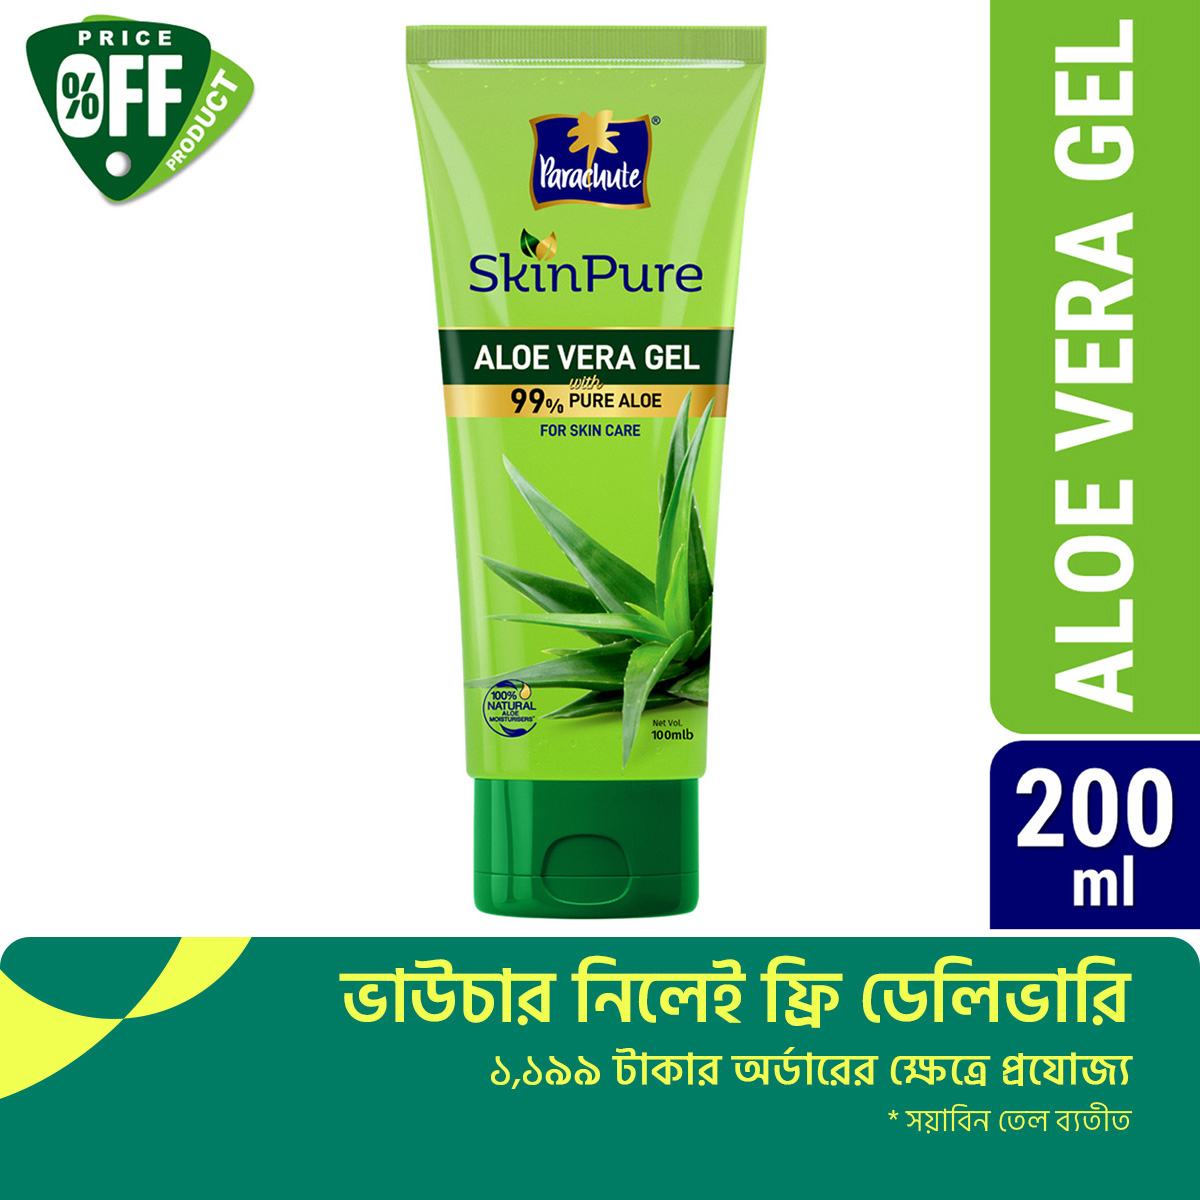 PRICE
%OFF
PRODUCT
Parachute
®
SkinPure
ALOE VERA GEL
with
99% PURE ALOE
FOR SKIN CARE
100%
NATURAL
ALOE
MOISTURISERS*
Net Vol.
100mlb
ALOE VERA GEL
200
ml
ভাউচার নিলেই ফ্রি ডেলিভারি
১,১৯৯ টাকার অর্ডারের ক্ষেত্রে প্রযোজ্য
* সয়াবিন তেল ব্যতীত